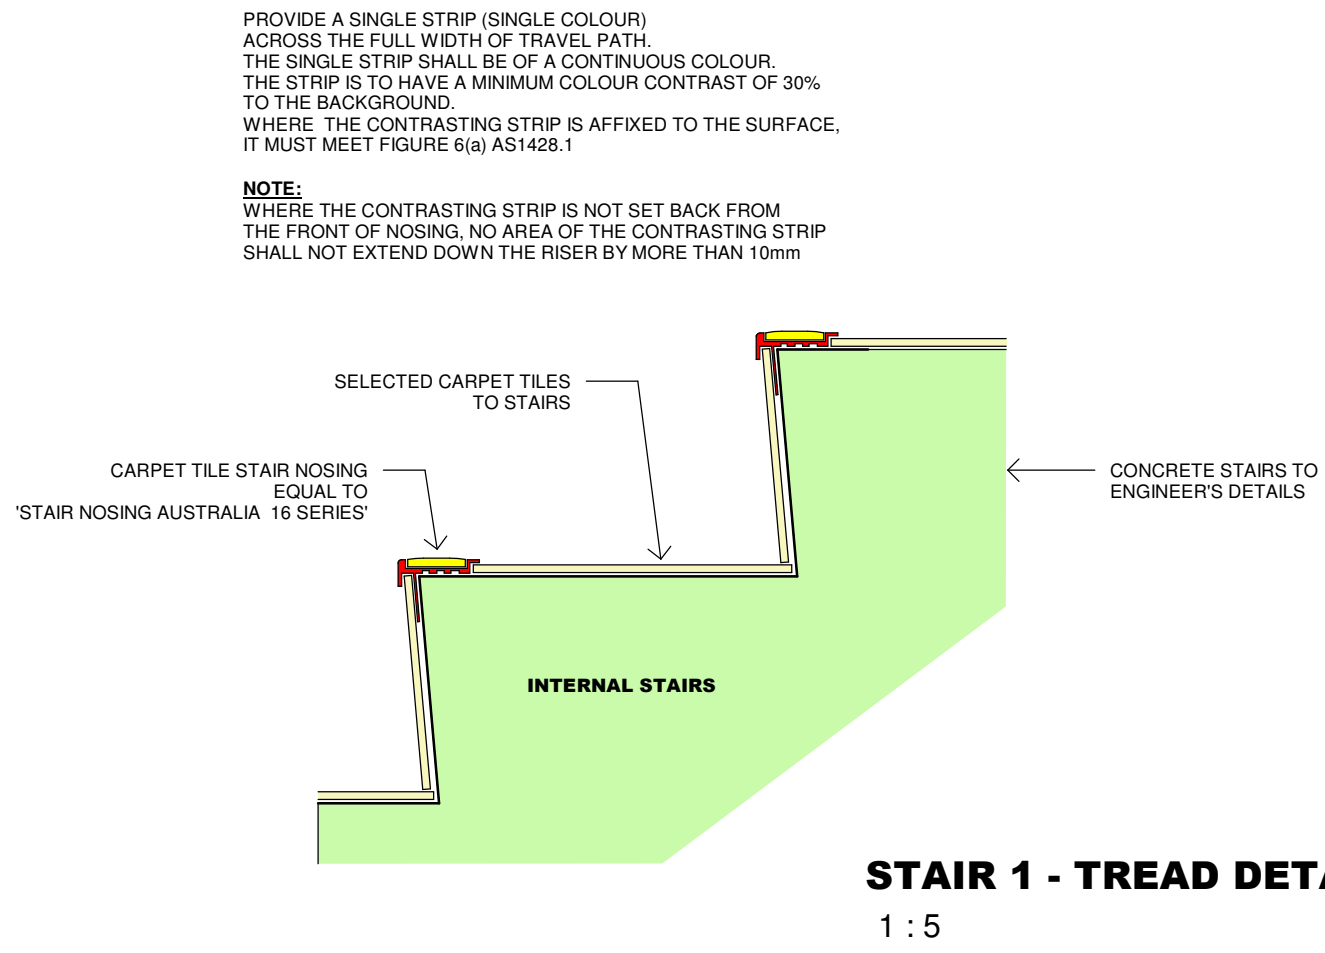 PROVIDE A SINGLE STRIP (SINGLE COLOUR)
ACROSS THE FULL WIDTH OF TRAVEL PATH.
THE SINGLE STRIP SHALL BE OF A CONTINUOUS COLOUR.
THE STRIP IS TO HAVE A MINIMUM COLOUR CONTRAST OF 30%
TO THE BACKGROUND.
WHERE THE CONTRASTING STRIP IS AFFIXED TO THE SURFACE,
IT MUST MEET FIGURE 6(a) AS1428.1
NOTE:
WHERE THE CONTRASTING STRIP IS NOT SET BACK FROM
THE FRONT OF NOSING, NO AREA OF THE CONTRASTING STRIP
SHALL NOT EXTEND DOWN THE RISER BY MORE THAN 10mm
SELECTED CARPET TILES
TO STAIRS
CARPET TILE STAIR NOSING
EQUAL TO
'STAIR NOSING AUSTRALIA 16 SERIES'
CONCRETE STAIRS TO
ENGINEER'S DETAILS
INTERNAL STAIRS
STAIR 1 - TREAD DETA
1 : 5